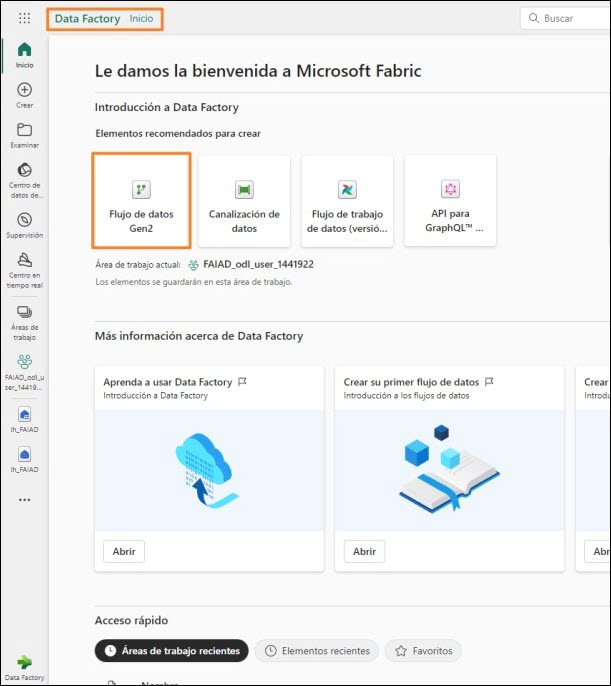 Data Factory Inicio
Buscar
Inicio
Crear
Examinar
Centro de
datos de...
Supervisión
Centro en
tiempo real
Áreas de
trabajo
FAIAD_odl_u
ser_14419...
lh_FAIAD
lh_FAIAD
Data Factory
Le damos la bienvenida a Microsoft Fabric
Introducción a Data Factory
Elementos recomendados para crear
Flujo de datos
Gen2
Canalización de
datos
Flujo de trabajo
de datos (versió...
API para
GraphQL™ ...
Área de trabajo actual: FAIAD_odl_user_1441922
Los elementos se guardarán en esta área de trabajo.
Más información acerca de Data Factory
Aprenda a usar Data Factory
Introducción a Data Factory
Abrir
Crear su primer flujo de datos
Introducción a los flujos de datos
Abrir
Crear
Introdu
Abr
Acceso rápido
Áreas de trabajo recientes
Elementos recientes
Favoritos
Nombre